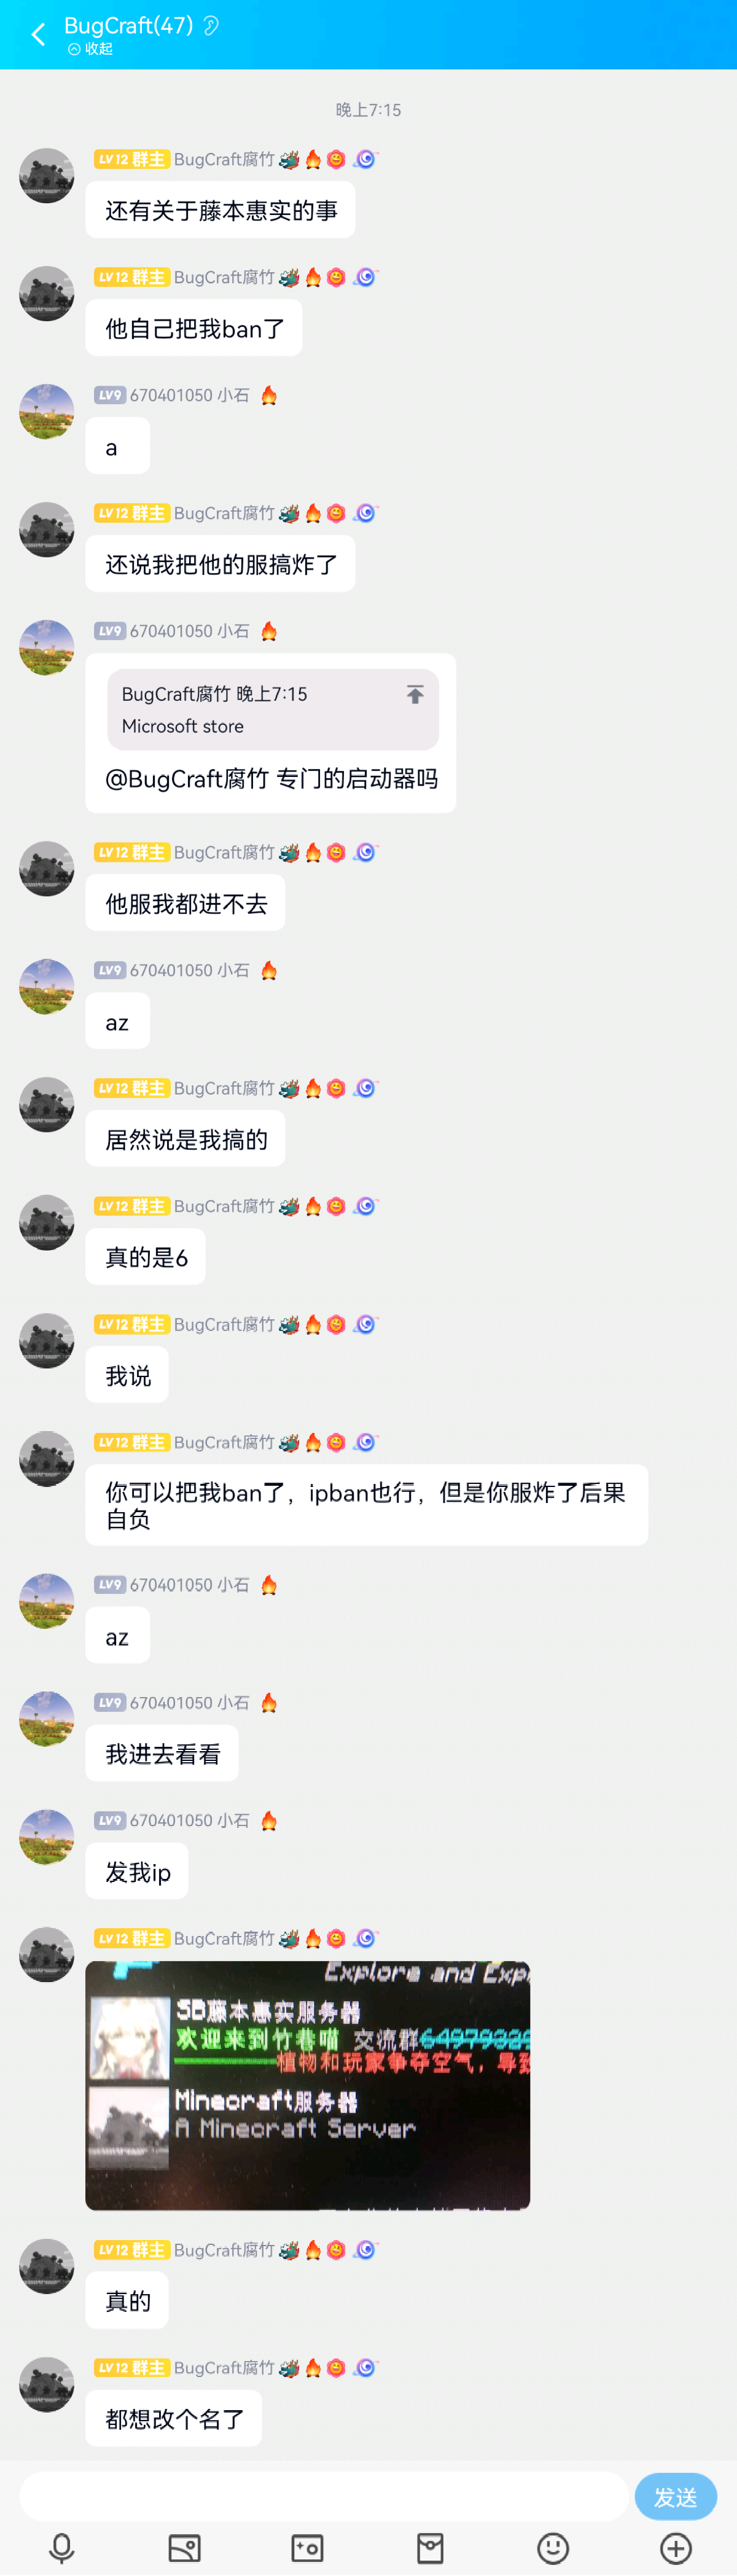 BugCraft(47)
收起
晚上7:15
LV12 群主 BugCraft腐竹
还有关于藤本惠实的事
LV12 群主 BugCraft腐竹
他自己把我ban了
LV9 670401050 小石
a
LV12 群主 BugCraft腐竹
还说我把他的服搞炸了
LV9 670401050 小石
BugCraft腐竹 晚上7:15
Microsoft store
@BugCraft腐竹 专门的启动器吗
LV12 群主 BugCraft腐竹
他服我都进不去
LV9 670401050 小石
az
LV12 群主 BugCraft腐竹
居然说是我搞的
LV12 群主 BugCraft腐竹
真的是6
LV12 群主 BugCraft腐竹
我说
LV12 群主 BugCraft腐竹
你可以把我ban了，ipban也行，但是你服炸了后果
自负
LV9 670401050 小石
az
LV9 670401050 小石
我进去看看
LV9 670401050 小石
发我ip
LV12 群主 BugCraft腐竹
Explore and Exp
5B藤本惠实服务器
欢迎来到竹巷喵 交流群
植物和玩家争夺空气，导致
Minecraft服务器
A Minecraft Server
LV12 群主 BugCraft腐竹
真的
LV12 群主 BugCraft腐竹
都想改个名了
发送